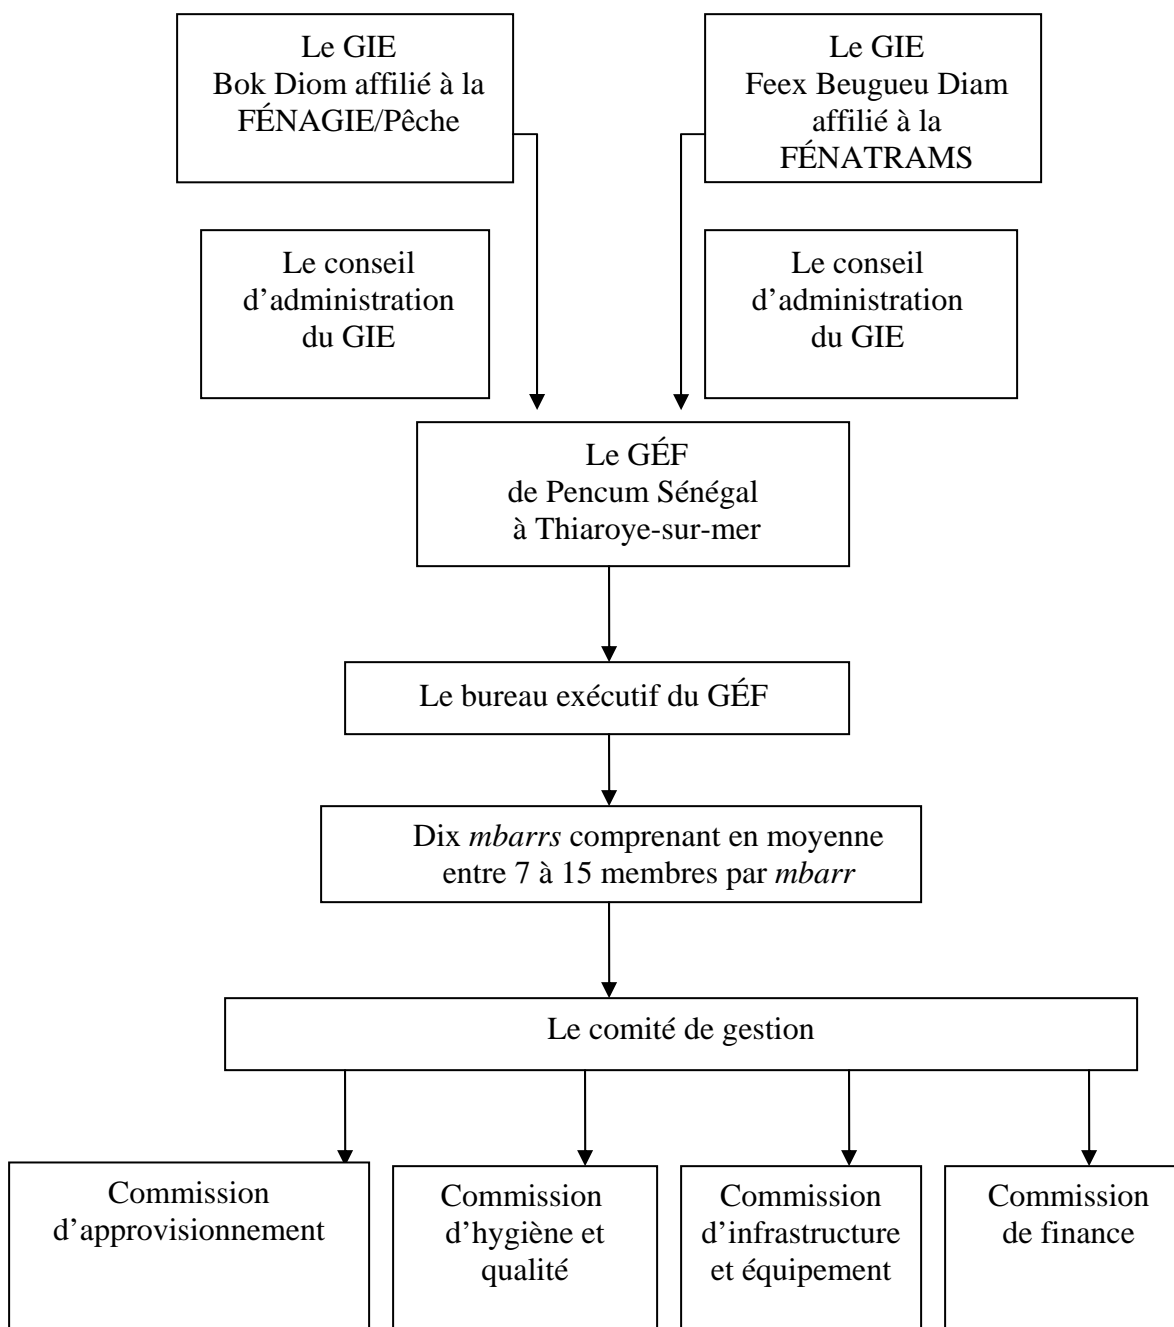 Le GIE
Bok Diom affilié à la
FÉNAGIE/Pêche
Le GIE
Feex Beugueu Diam
affilié à la
FÉNATRAMS
Le conseil
d’administration
du GIE
Le conseil
d’administration
du GIE
Le GÉF
de Pencum Sénégal
à Thiaroye-sur-mer
Le bureau exécutif du GÉF
Dix mbarrs comprenant en moyenne
entre 7 à 15 membres par mbarr
Le comité de gestion
Commission
d’approvisionnement
Commission
d’hygiène et
qualité
Commission
d’infrastructure
et équipement
Commission
de finance